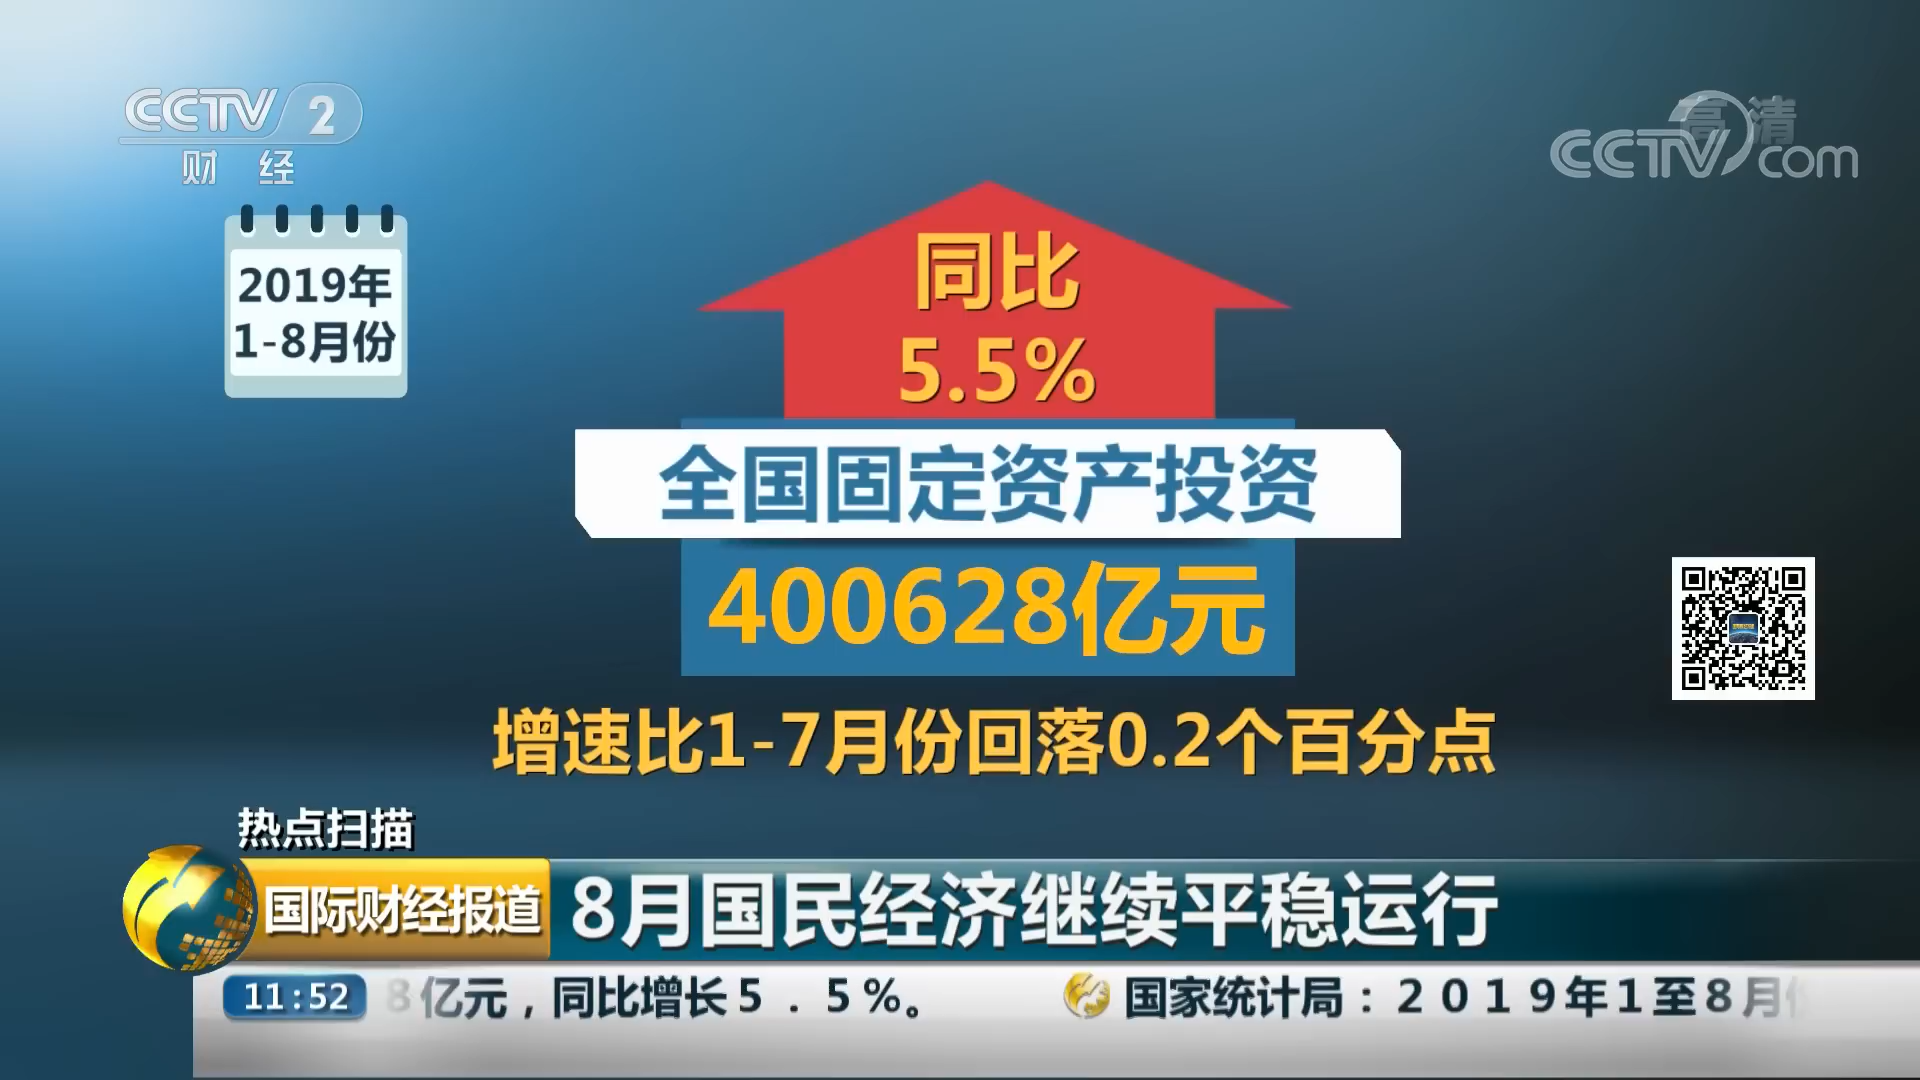 CCTV 2
财 经
高清
CCTV com
2019年
1-8月份
同比
5.5%
全国固定资产投资
400628亿元
增速比1-7月份回落0.2个百分点
热点扫描
国际财经报道
8月国民经济继续平稳运行
11:52
8亿元，同比增长5．5%。
国家统计局：2019年1至8月份